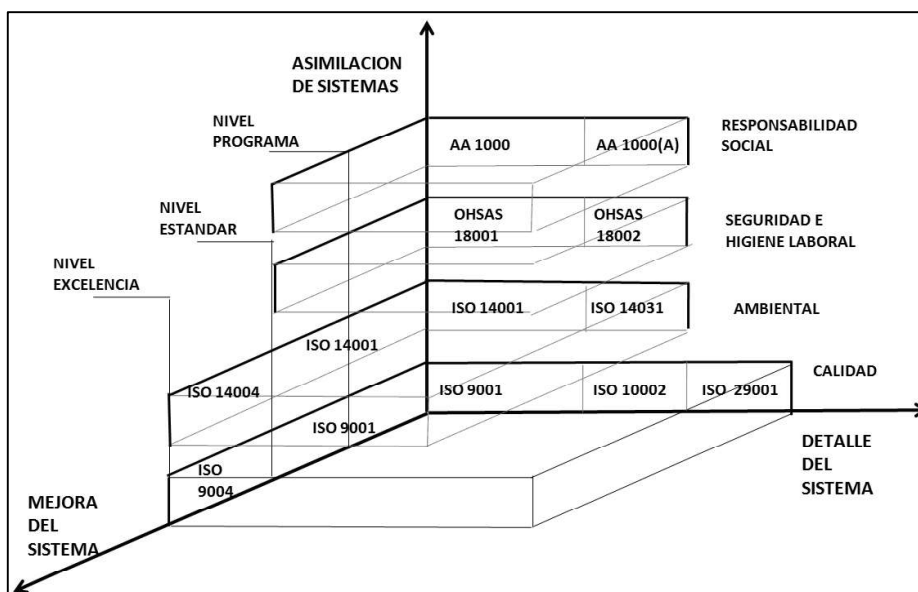 ASIMILACION
DE SISTEMAS
NIVEL
PROGRAMA
AA 1000
AA 1000(A)
RESPONSABILIDAD
SOCIAL
NIVEL
ESTANDAR
OHSAS
18001
OHSAS
18002
SEGURIDAD E
HIGIENE LABORAL
NIVEL
EXCELENCIA
ISO 14001
ISO 14031
AMBIENTAL
ISO 14001
ISO 14004
CALIDAD
ISO 9001
ISO 10002
ISO 29001
ISO 9001
ISO
9004
DETALLE
DEL
SISTEMA
MEJORA
DEL
SISTEMA